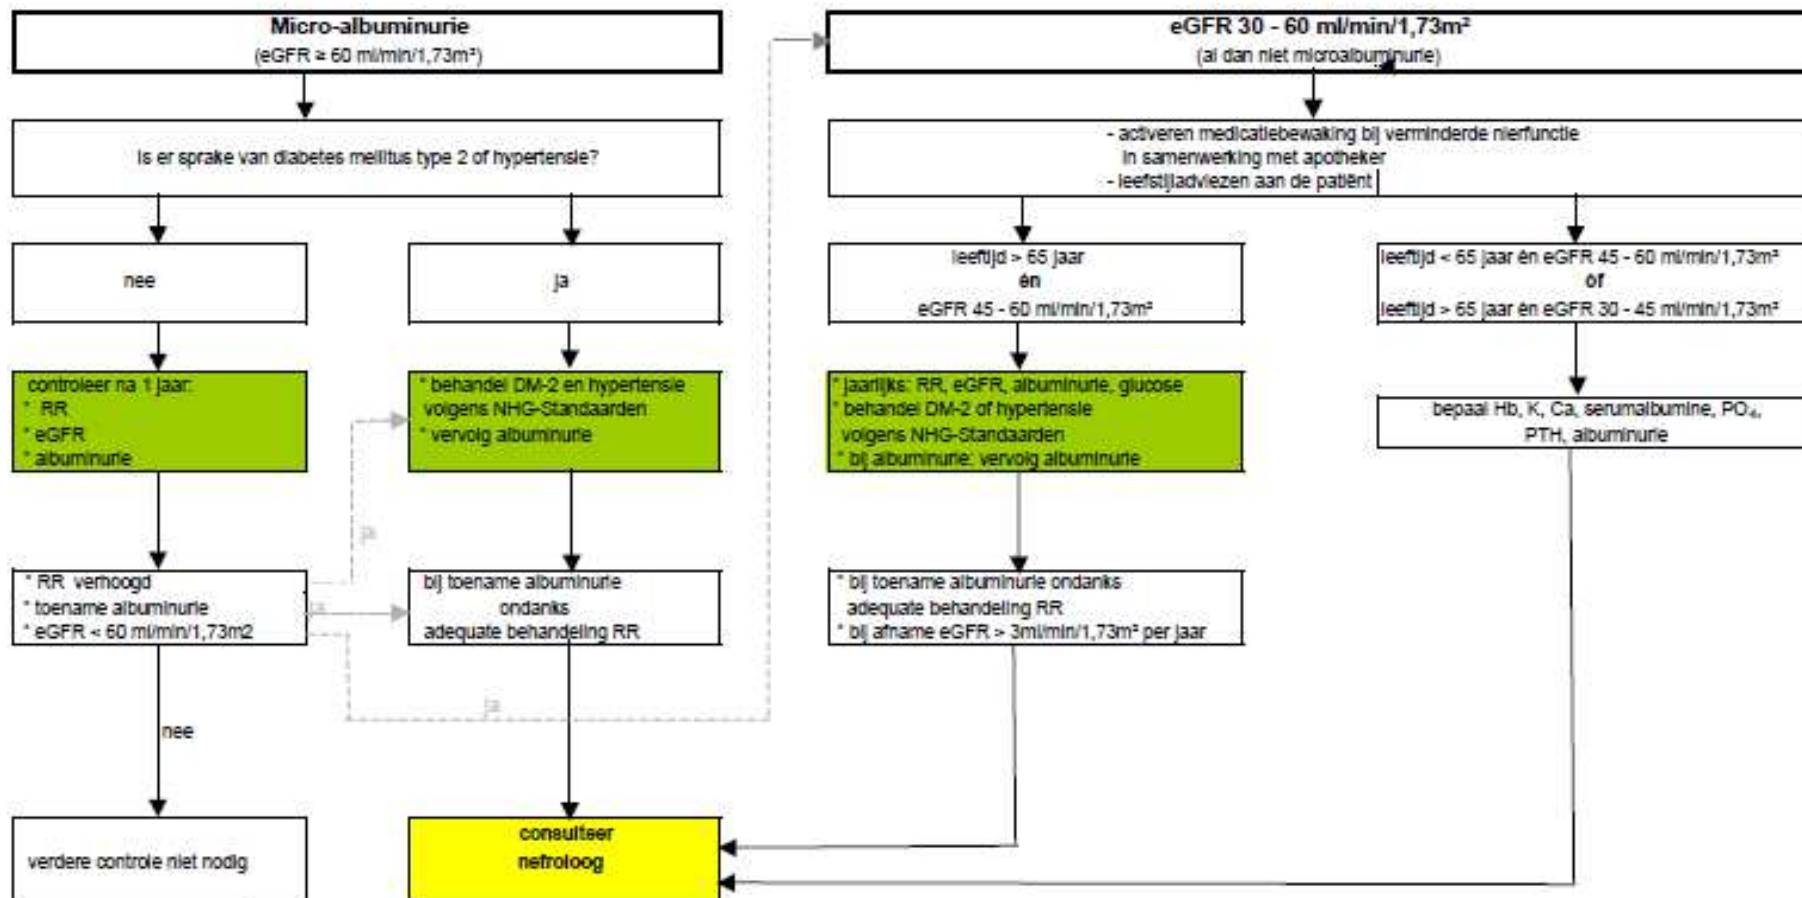 Micro-albuminurie
(eGFR ≥ 60 ml/min/1,73m²)
Is er sprake van diabetes mellitus type 2 of hypertensie?
nee
ja
controleer na 1 jaar:
* RR
* eGFR
* albuminurie
* behandel DM-2 en hypertensie
volgens NHG-Standaarden
* vervolg albuminurie
* RR verhoogd
* toename albuminurie
* eGFR < 60 ml/min/1,73m2
ja
ja
ja
bij toename albuminurie
ondanks
adequate behandeling RR
nee
verdere controle niet nodig
consulteer
nefroloog
eGFR 30 - 60 ml/min/1,73m²
(al dan niet microalbuminurie)
- activeren medicatiebewaking bij verminderde nierfunctie
in samenwerking met apotheker
- leefstijladviezen aan de patiënt
leeftijd > 65 jaar
én
eGFR 45 - 60 ml/min/1,73m²
leeftijd < 65 jaar én eGFR 45 - 60 ml/min/1,73m²
óf
leeftijd > 65 jaar én eGFR 30 - 45 ml/min/1,73m²
* jaarlijks: RR, eGFR, albuminurie, glucose
* behandel DM-2 of hypertensie
volgens NHG-Standaarden
* bij albuminurie: vervolg albuminurie
bepaal Hb, K, Ca, serumalbumine, PO₄,
PTH, albuminurie
* bij toename albuminurie ondanks
adequate behandeling RR
* bij afname eGFR > 3ml/min/1,73m² per jaar